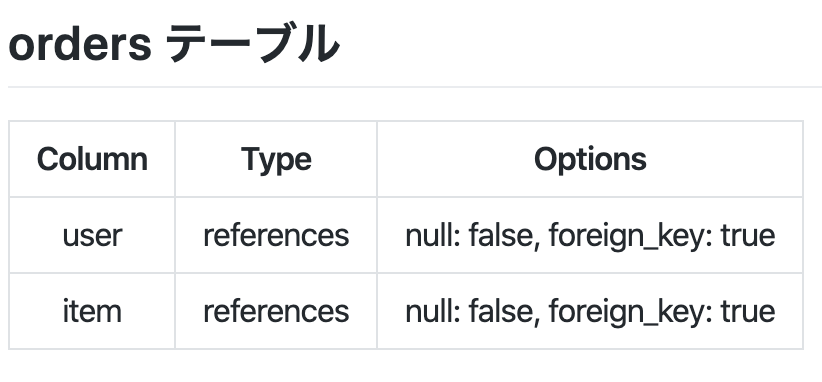 orders テーブル
Column Type Options
user references null: false, foreign_key: true
item references null: false, foreign_key: true